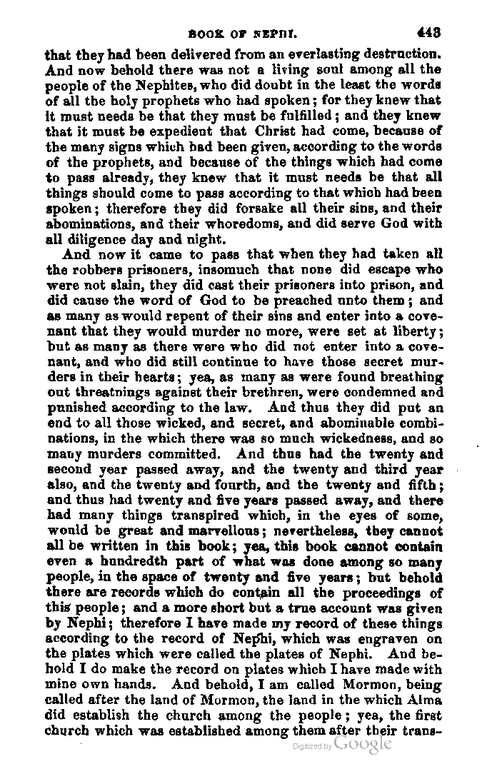 BOOK OF NEPHI. 443
that they had been delivered from an everlasting destruction.
And now behold there was not a living soul among all the
people of the Nephites, who did doubt in the least the words
of all the holy prophets who had spoken; for they knew that
it must needs be that they must be fulfilled; and they knew
that it must be expedient that Christ had come, because of
the many signs which had been given, according to the words
of the prophets, and because of the things which had come
to pass already, they knew that it must needs be that all
things should come to pass according to that which had been
spoken; therefore they did forsake all their sins, and their
abominations, and their whoredoms, and did serve God with
all diligence day and night.
And now it came to pass that when they had taken all
the robbers prisoners, insomuch that none did escape who
were not slain, they did cast their prisoners into prison, and
did cause the word of God to be preached unto them; and
as many as would repent of their sins and enter into a cove-
nant that they would murder no more, were set at liberty;
but as many as there were who did not enter into a cove-
nant, and who did still continue to have those secret mur-
ders in their hearts; yea, as many as were found breathing
out threatnings against their brethren, were condemned and
punished according to the law. And thus they did put an
end to all those wicked, and secret, and abominable combi-
nations, in the which there was so much wickedness, and so
many murders committed. And thus had the twenty and
second year passed away, and the twenty and third year
also, and the twenty and fourth, and the twenty and fifth;
and thus had twenty and five years passed away, and there
had many things transpired which, in the eyes of some,
would be great and marvellous; nevertheless, they cannot
all be written in this book; yea, this book cannot contain
even a hundredth part of what was done among so many
people, in the space of twenty and five years; but behold
there are records which do contain all the proceedings of
this people; and a more short but a true account was given
by Nephi; therefore I have made my record of these things
according to the record of Nephi, which was engraven on
the plates which were called the plates of Nephi. And be-
hold I do make the record on plates which I have made with
mine own hands. And behold, I am called Mormon, being
called after the land of Mormon, the land in the which Alma
did establish the church among the people; yea, the first
church which was established among them after their trans-
Digitized by Google